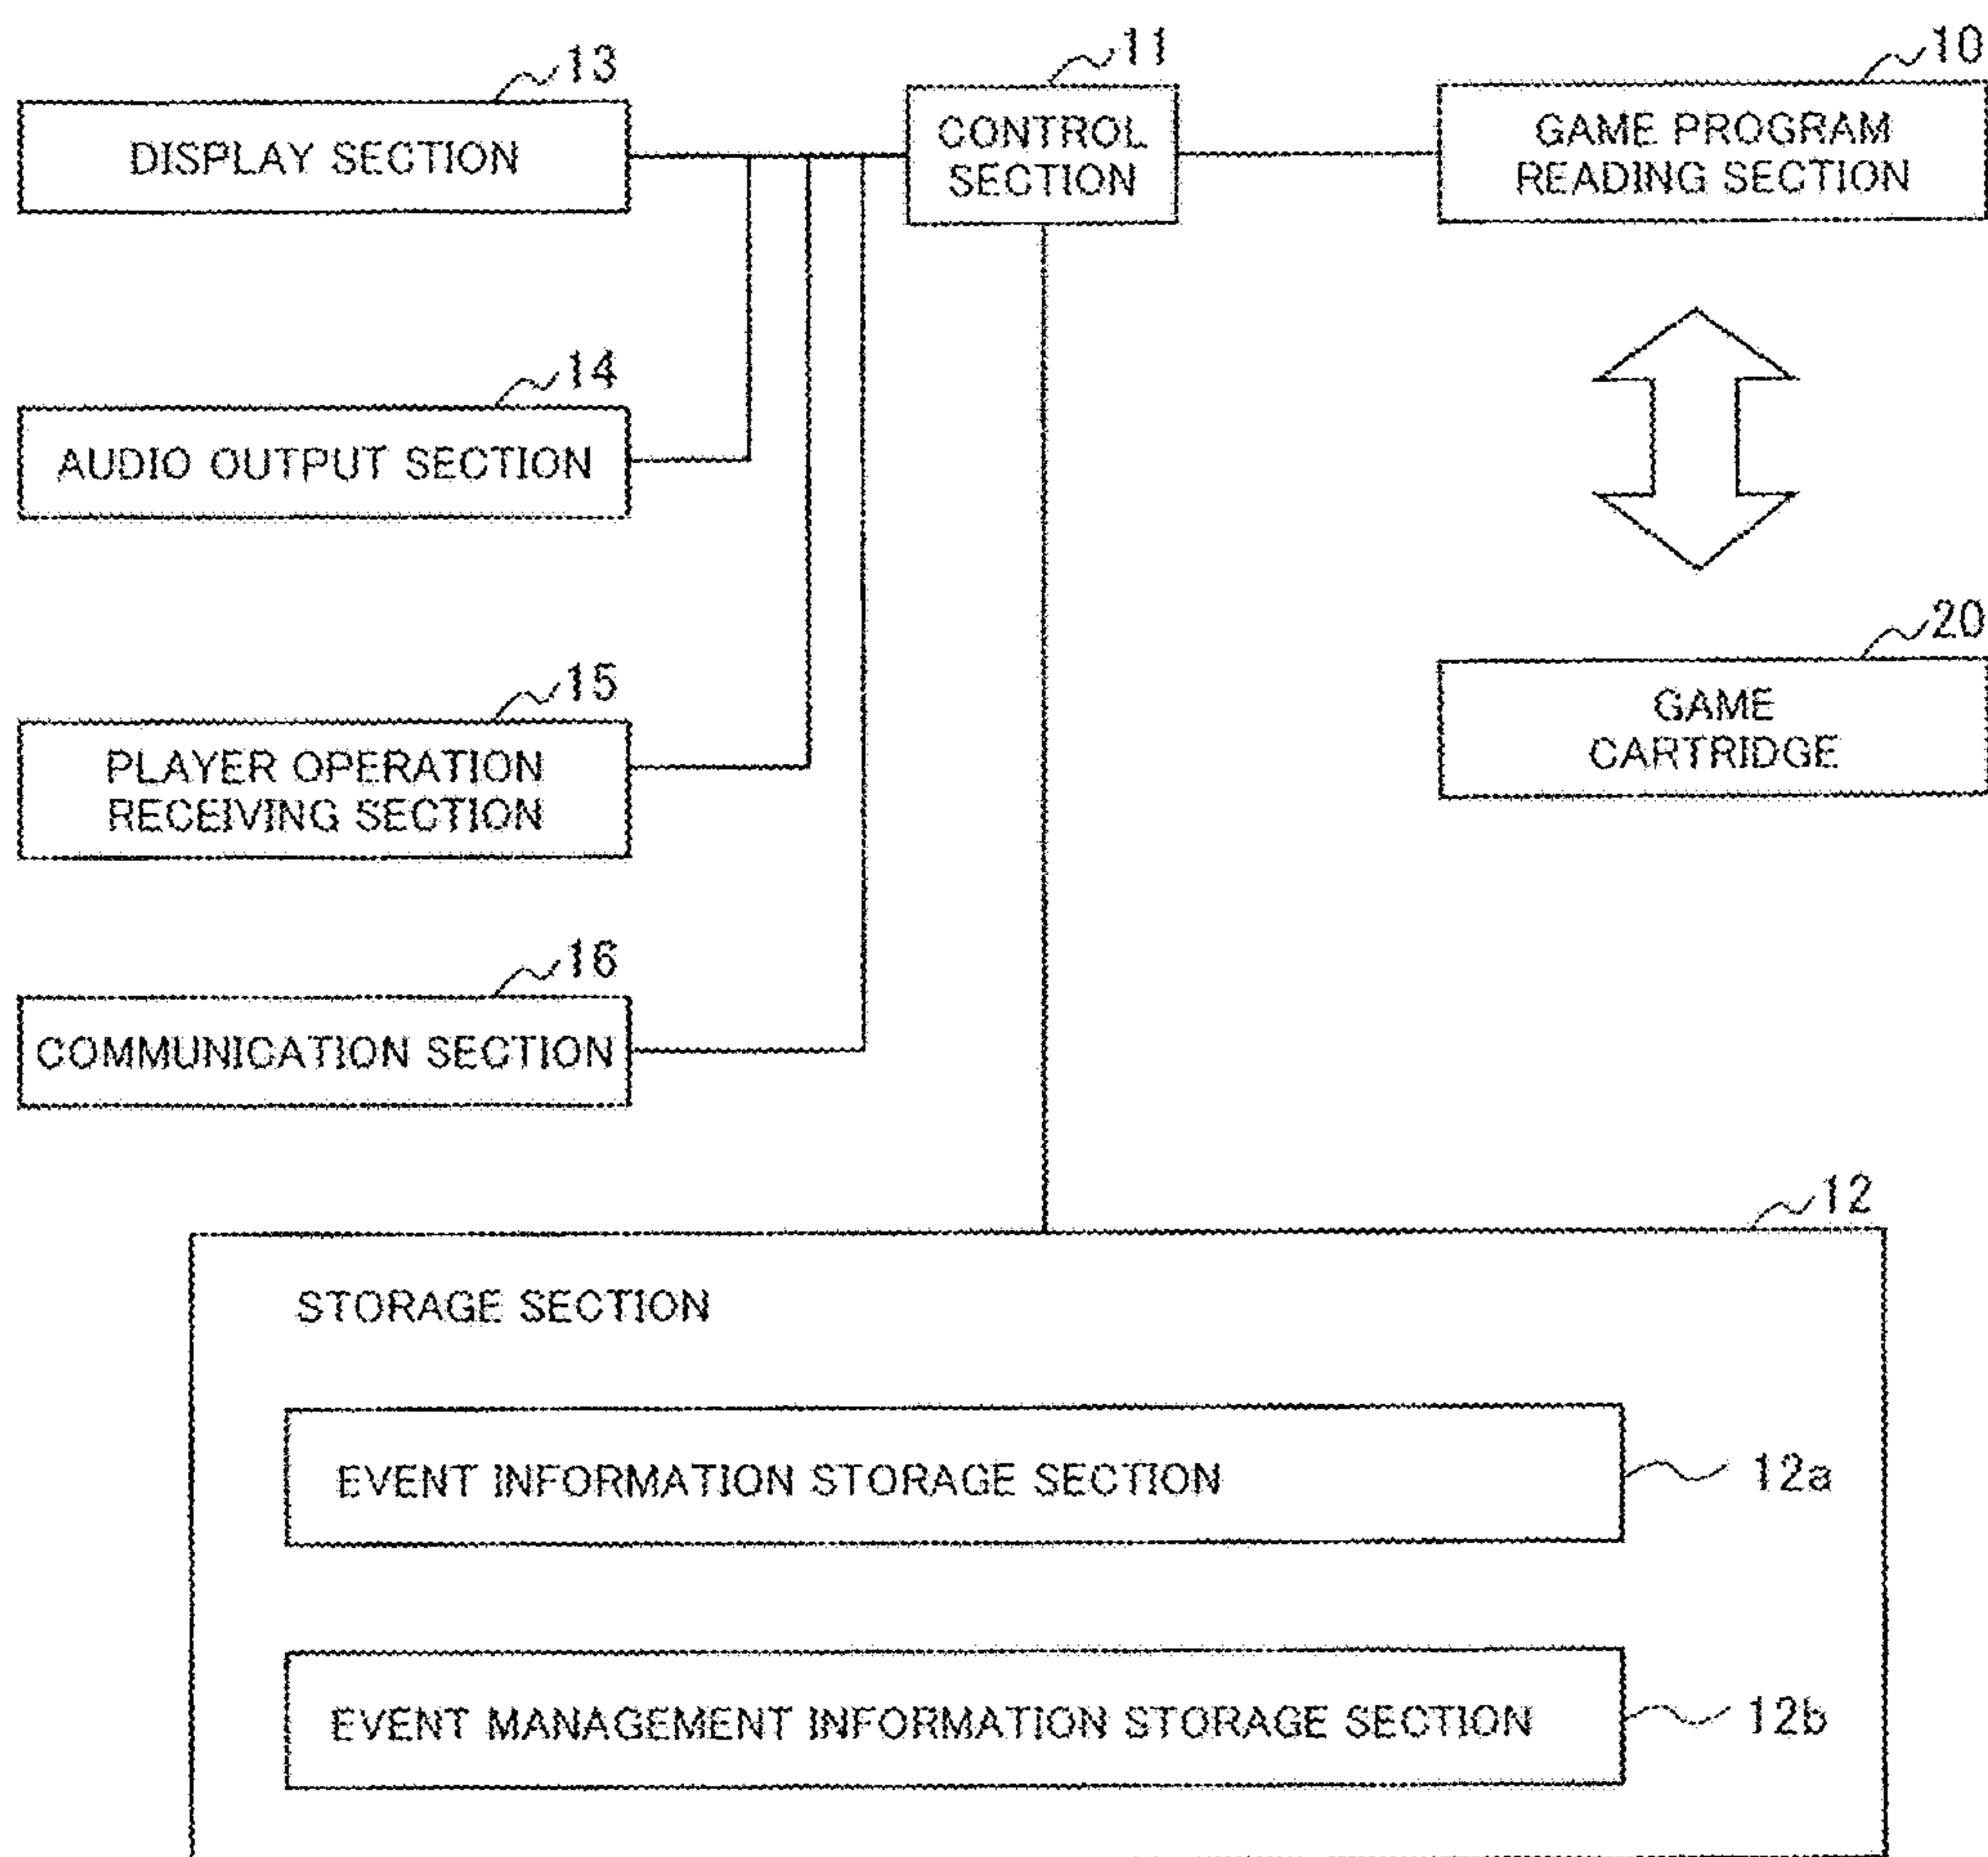 13
DISPLAY SECTION
11
CONTROL
SECTION
10
GAME PROGRAM
READING SECTION
14
AUDIO OUTPUT SECTION
15
PLAYER OPERATION
RECEIVING SECTION
20
GAME
CARTRIDGE
16
COMMUNICATION SECTION
12
STORAGE SECTION
EVENT INFORMATION STORAGE SECTION
12a
EVENT MANAGEMENT INFORMATION STORAGE SECTION
12b